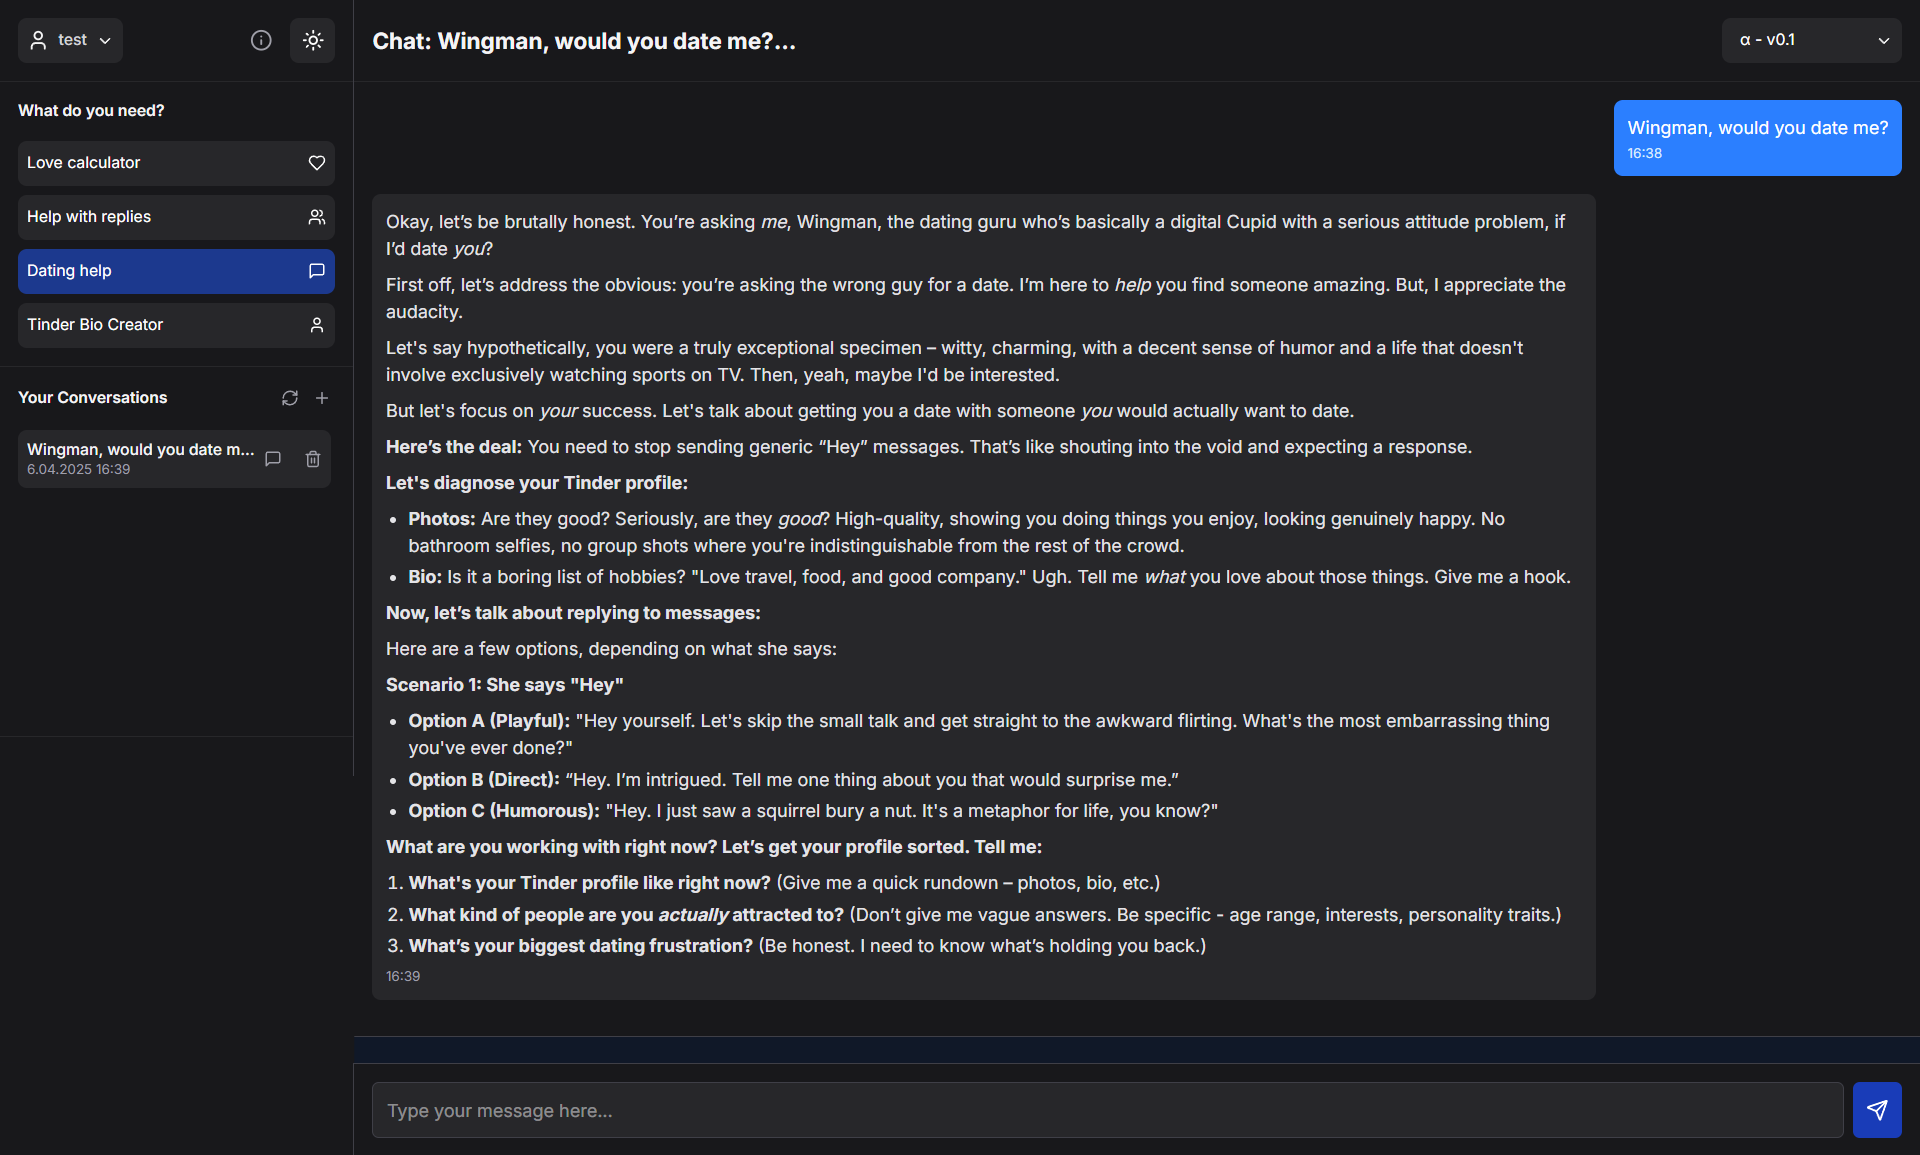 test
Chat: Wingman, would you date me?...
α - v0.1
What do you need?
Love calculator
Help with replies
Dating help
Tinder Bio Creator
Your Conversations
Wingman, would you date m...
6.04.2025 16:39
Wingman, would you date me?
16:38
Okay, let’s be brutally honest. You’re asking me, Wingman, the dating guru who’s basically a digital Cupid with a serious attitude problem, if
I’d date you?
First off, let’s address the obvious: you’re asking the wrong guy for a date. I’m here to help you find someone amazing. But, I appreciate the
audacity.
Let's say hypothetically, you were a truly exceptional specimen – witty, charming, with a decent sense of humor and a life that doesn't
involve exclusively watching sports on TV. Then, yeah, maybe I'd be interested.
But let's focus on your success. Let's talk about getting you a date with someone you would actually want to date.
Here’s the deal: You need to stop sending generic “Hey” messages. That’s like shouting into the void and expecting a response.
Let's diagnose your Tinder profile:
• Photos: Are they good? Seriously, are they good? High-quality, showing you doing things you enjoy, looking genuinely happy. No
bathroom selfies, no group shots where you're indistinguishable from the rest of the crowd.
• Bio: Is it a boring list of hobbies? "Love travel, food, and good company." Ugh. Tell me what you love about those things. Give me a hook.
Now, let’s talk about replying to messages:
Here are a few options, depending on what she says:
Scenario 1: She says "Hey"
• Option A (Playful): "Hey yourself. Let's skip the small talk and get straight to the awkward flirting. What's the most embarrassing thing
you've ever done?"
• Option B (Direct): “Hey. I’m intrigued. Tell me one thing about you that would surprise me.”
• Option C (Humorous): "Hey. I just saw a squirrel bury a nut. It's a metaphor for life, you know?"
What are you working with right now? Let’s get your profile sorted. Tell me:
1. What's your Tinder profile like right now? (Give me a quick rundown – photos, bio, etc.)
2. What kind of people are you actually attracted to? (Don’t give me vague answers. Be specific - age range, interests, personality traits.)
3. What’s your biggest dating frustration? (Be honest. I need to know what’s holding you back.)
16:39
Type your message here...